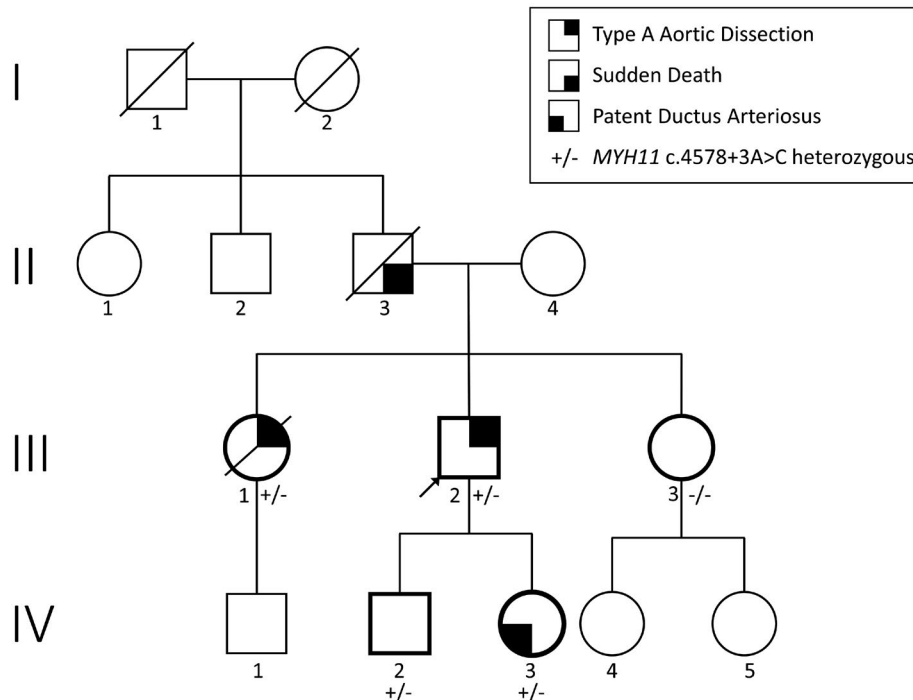 Type A Aortic Dissection
Sudden Death
Patent Ductus Arteriosus
+/- MYH11 c.4578+3A>C heterozygous
I
1 2
II
1 2 3 4
III
1 +/- 2 +/- 3 -/-
IV
1 2 3 4 5
+/- +/-